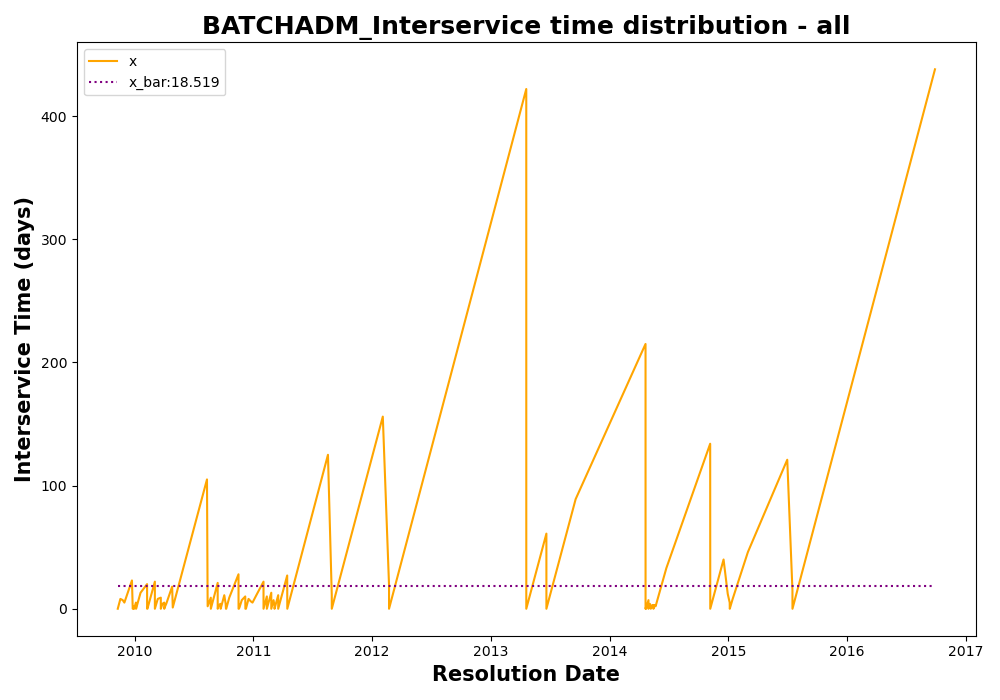 BATCHADM_Interservice time distribution - all
x
x_bar:18.519
Interservice Time (days)
400
300
200
100
0
2010 2011 2012 2013 2014 2015 2016 2017
Resolution Date